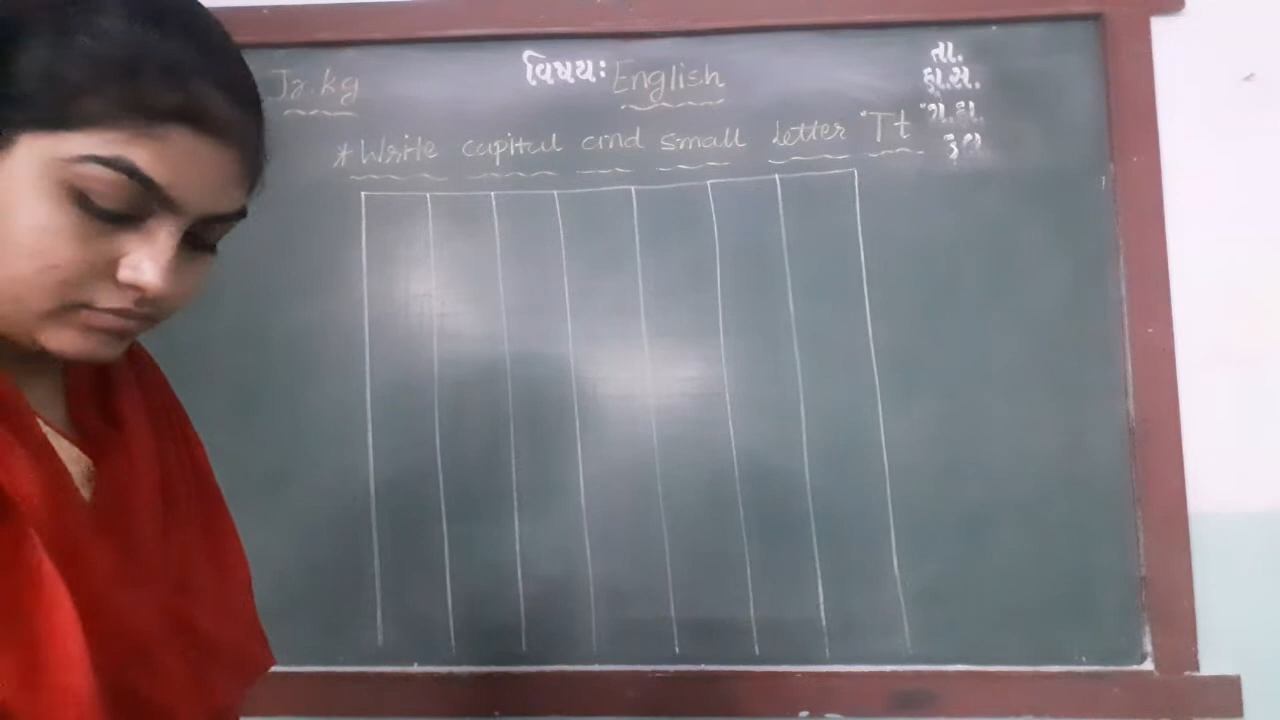 Jr.kg
વિષયઃ English
તા.
હા.સ.
ગે.હા.
કુલ
*Write capital and small letter "Tt